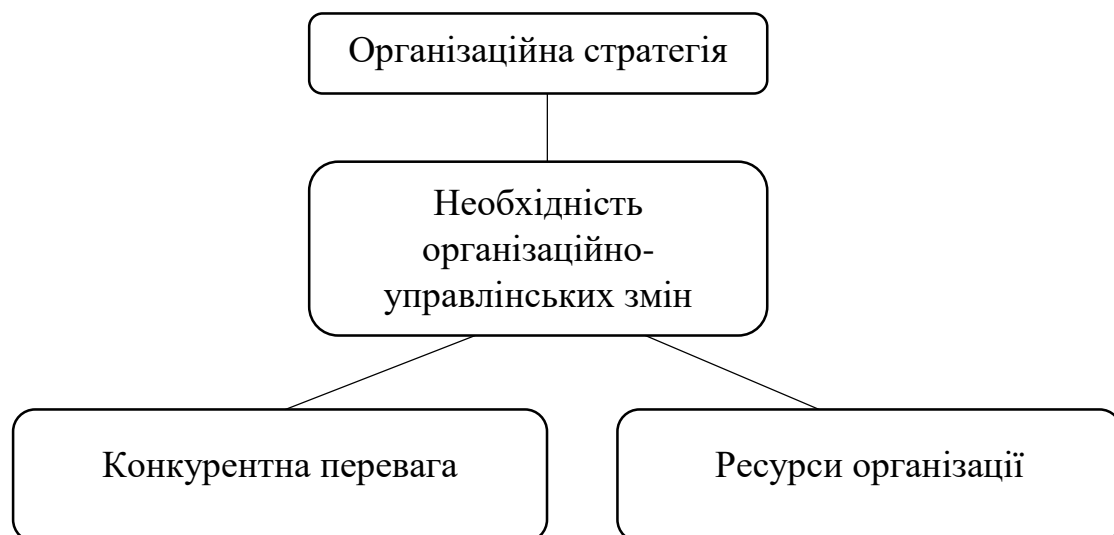 Організаційна стратегія
Необхідність
організаційно-
управлінських змін
Конкурентна перевага
Ресурси організації